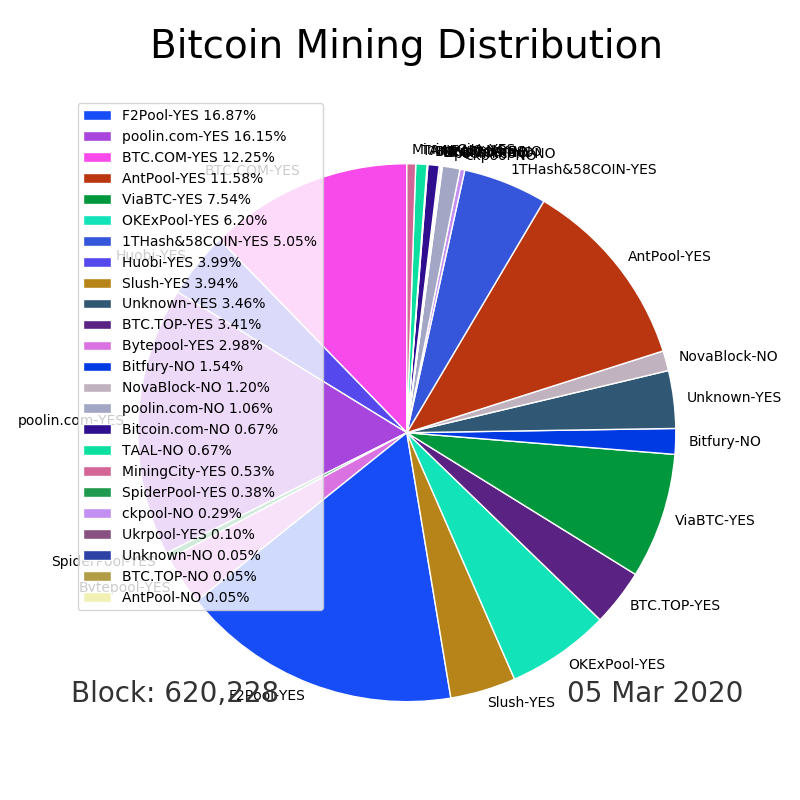 Bitcoin Mining Distribution
F2Pool-YES 16.87%
poolin.com-YES 16.15%
BTC.COM-YES 12.25%
AntPool-YES 11.58%
ViaBTC-YES 7.54%
OKExPool-YES 6.20%
1THash&58COIN-YES 5.05%
Huobi-YES 3.99%
Slush-YES 3.94%
Unknown-YES 3.46%
BTC.TOP-YES 3.41%
Bytepool-YES 2.98%
Bitfury-NO 1.54%
NovaBlock-NO 1.20%
poolin.com-NO 1.06%
Bitcoin.com-NO 0.67%
TAAL-NO 0.67%
MiningCity-YES 0.53%
SpiderPool-YES 0.38%
ckpool-NO 0.29%
Ukrpool-YES 0.10%
Unknown-NO 0.05%
BTC.TOP-NO 0.05%
AntPool-NO 0.05%
BTC.COM-YES
Huobi-YES
poolin.com-YES
SpiderPool-YES
Bytepool-YES
F2Pool-YES
Slush-YES
OKExPool-YES
BTC.TOP-YES
ViaBTC-YES
Bitfury-NO
Unknown-YES
NovaBlock-NO
AntPool-YES
1THash&58COIN-YES
ckpool-NO
MiningCity-YES
Block: 620,228
05 Mar 2020